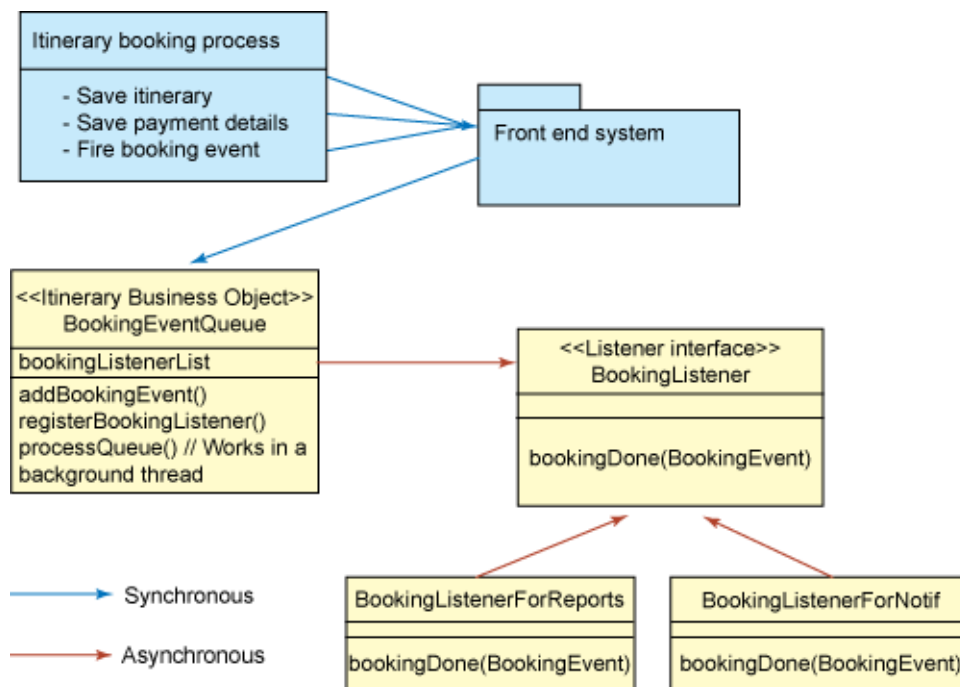 Itinerary booking process
- Save itinerary
- Save payment details
- Fire booking event
Front end system
<<Itinerary Business Object>>
BookingEventQueue
bookingListenerList
addBookingEvent()
registerBookingListener()
processQueue() // Works in a
background thread
<<Listener interface>>
BookingListener
bookingDone(BookingEvent)
Synchronous
Asynchronous
BookingListenerForReports
bookingDone(BookingEvent)
BookingListenerForNotif
bookingDone(BookingEvent)